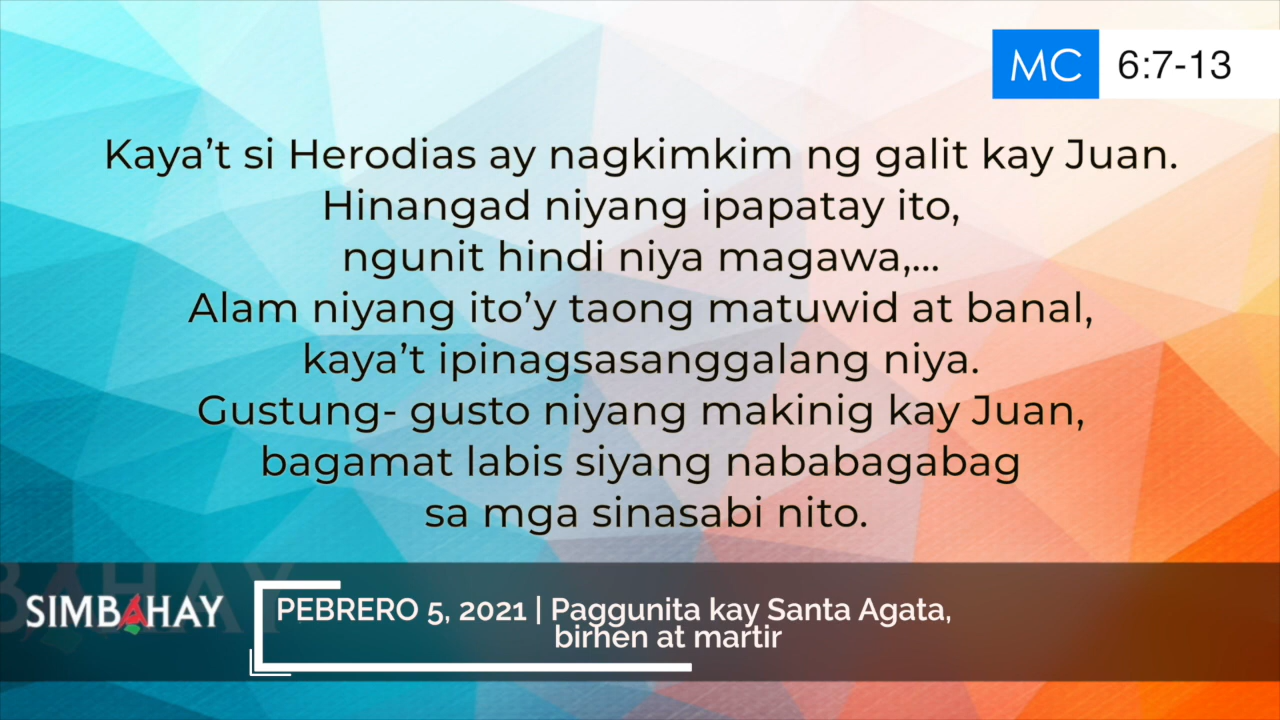 MC 6:7-13
Kaya’t si Herodias ay nagkimkim ng galit kay Juan.
Hinangad niyang ipapatay ito,
ngunit hindi niya magawa,...
Alam niyang ito’y taong matuwid at banal,
kaya’t ipinagsasanggalang niya.
Gustung- gusto niyang makinig kay Juan,
bagamat labis siyang nababagabag
sa mga sinasabi nito.
SIMBAHAY
PEBRERO 5, 2021 | Paggunita kay Santa Agata,
birhen at martir